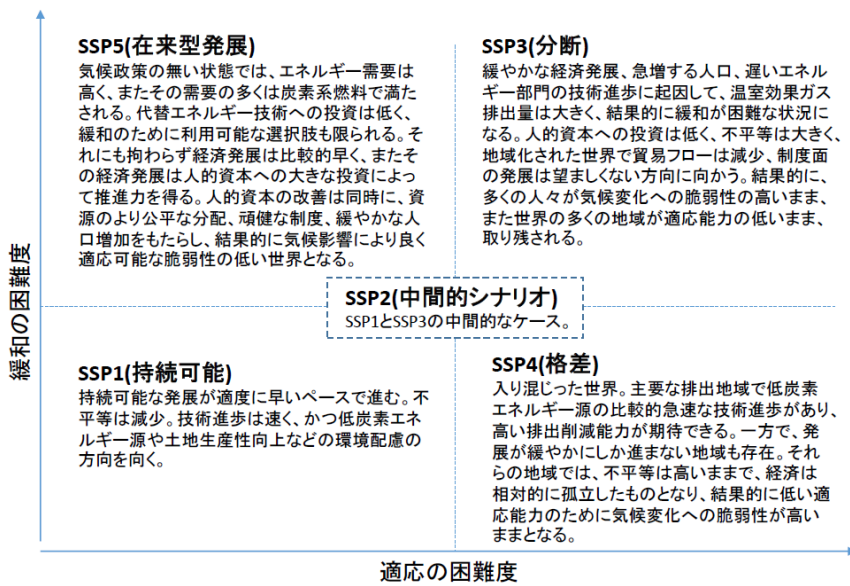 緩和の困難度
SSP5(在来型発展)
気候政策の無い状態では、エネルギー需要は
高く、またその需要の多くは炭素系燃料で満た
される。代替エネルギー技術への投資は低く、
緩和のために利用可能な選択肢も限られる。そ
れにも拘わらず経済発展は比較的早く、またそ
の経済発展は人的資本への大きな投資によっ
て推進力を得る。人的資本の改善は同時に、資
源のより公平な分配、頑健な制度、緩やかな人
口増加をもたらし、結果的に気候影響により良く
適応可能な脆弱性の低い世界となる。
SSP3(分断)
緩やかな経済発展、急増する人口、遅いエネル
ギー部門の技術進歩に起因して、温室効果ガス
排出量は大きく、結果的に緩和が困難な状況に
なる。人的資本への投資は低く、不平等は大きく、
地域化された世界で貿易フローは減少、制度面
の発展は望ましくない方向に向かう。結果的に、
多くの人々が気候変化への脆弱性の高いまま、
また世界の多くの地域が適応能力の低いまま、
取り残される。
SSP2(中間的シナリオ)
SSP1とSSP3の中間的なケース。
SSP1(持続可能)
持続可能な発展が適度に早いペースで進む。不
平等は減少。技術進歩は速く、かつ低炭素エネ
ルギー源や土地生産性向上などの環境配慮の
方向を向く。
SSP4(格差)
入り混じった世界。主要な排出地域で低炭素
エネルギー源の比較的急速な技術進歩があり、
高い排出削減能力が期待できる。一方で、発
展が緩やかにしか進まない地域も存在。それ
らの地域では、不平等は高いままで、経済は
相対的に孤立したものとなり、結果的に低い適
応能力のために気候変化への脆弱性が高い
ままとなる。
適応の困難度